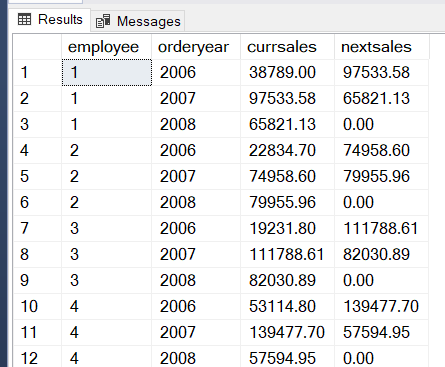 Results Messages
employee orderyear currsales nextsales
1 1 2006 38789.00 97533.58
2 1 2007 97533.58 65821.13
3 1 2008 65821.13 0.00
4 2 2006 22834.70 74958.60
5 2 2007 74958.60 79955.96
6 2 2008 79955.96 0.00
7 3 2006 19231.80 111788.61
8 3 2007 111788.61 82030.89
9 3 2008 82030.89 0.00
10 4 2006 53114.80 139477.70
11 4 2007 139477.70 57594.95
12 4 2008 57594.95 0.00